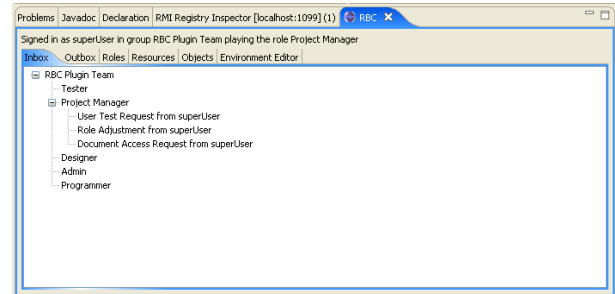 Problems Javadoc Declaration RMI Registry Inspector [localhost:1099] (1) RBC
Signed in as superUser in group RBC Plugin Team playing the role Project Manager
Inbox Outbox Roles Resources Objects Environment Editor
RBC Plugin Team
Tester
Project Manager
User Test Request from superUser
Role Adjustment from superUser
Document Access Request from superUser
Designer
Admin
Programmer